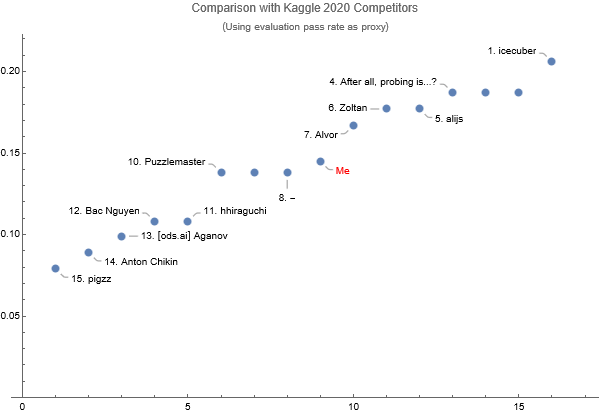 Comparison with Kaggle 2020 Competitors
(Using evaluation pass rate as proxy)
1. icecuber
0.20
4. After all, probing is...?
6. Zoltan
5. alijs
7. Alvor
0.15
10. Puzzlemaster
Me
8. –
12. Bac Nguyen
11. hhiraguchi
0.10
13. [ods.ai] Aganov
14. Anton Chikin
15. pigzz
0.05
0 5 10 15